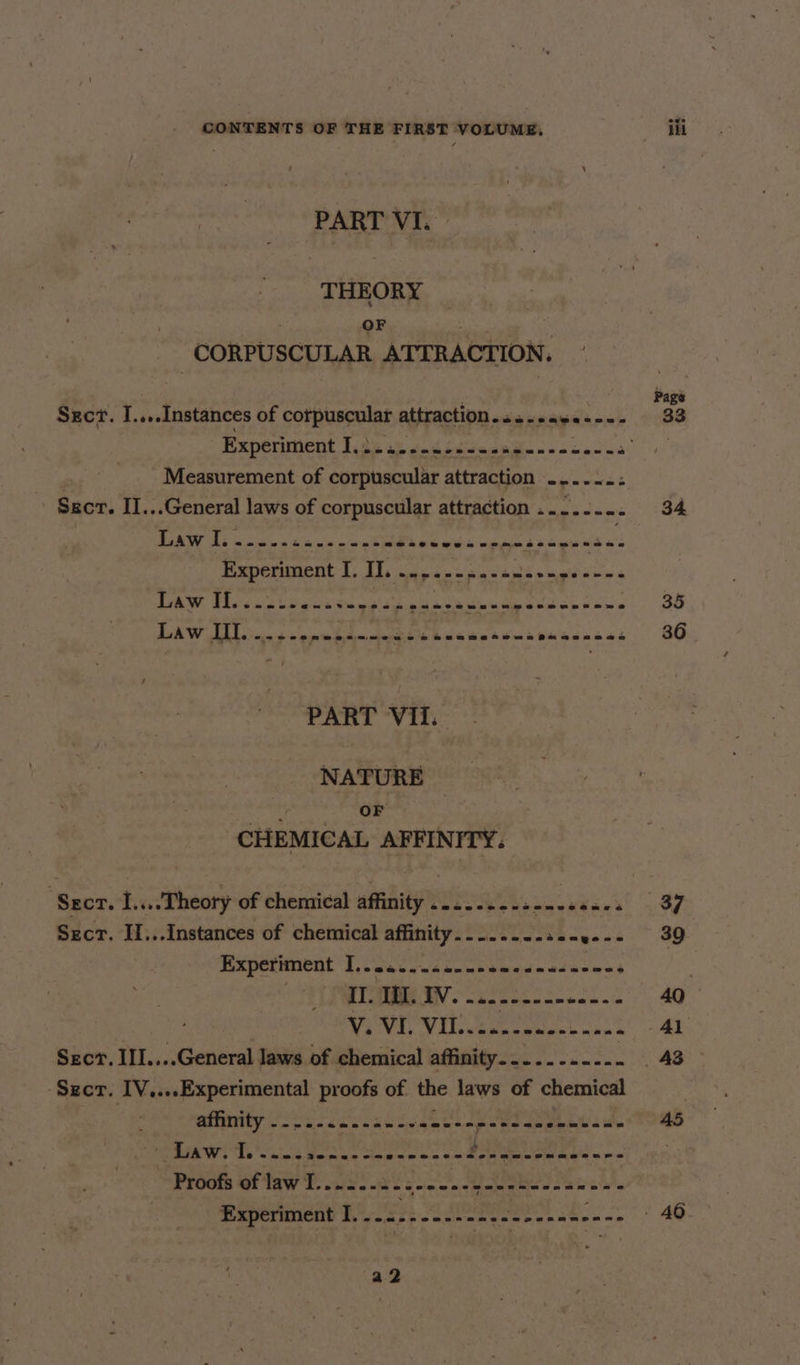 CONTENTS OF THE FIRST VOLUME. iii
PART VI.
THEORY
OF
CORPUSCULAR ATTRACTION.
Page
SECT. I....Instances of corpuscular attraction............ 33
Experiment I.........................
Measurement of corpuscular attraction .......
SECT. II...General laws of corpuscular attraction ......... 34
LAW I...............................
Experiment I. II. .....................
LAW II............................... 35
LAW III. ............................. 36
PART VII.
NATURE
OF
CHEMICAL AFFINITY.
SECT. I....Theory of chemical affinity .................... 37
SECT. II...Instances of chemical affinity................. 39
Experiment I..........................
II. III. IV. ................. 40
V. VI. VII.................. 41
SECT. III....General laws of chemical affinity........... 43
SECT. IV....Experimental proofs of the laws of chemical
affinity ............................. 45
LAW. I..............................
Proofs of law I.........................
Experiment I.......................... 46
a 2